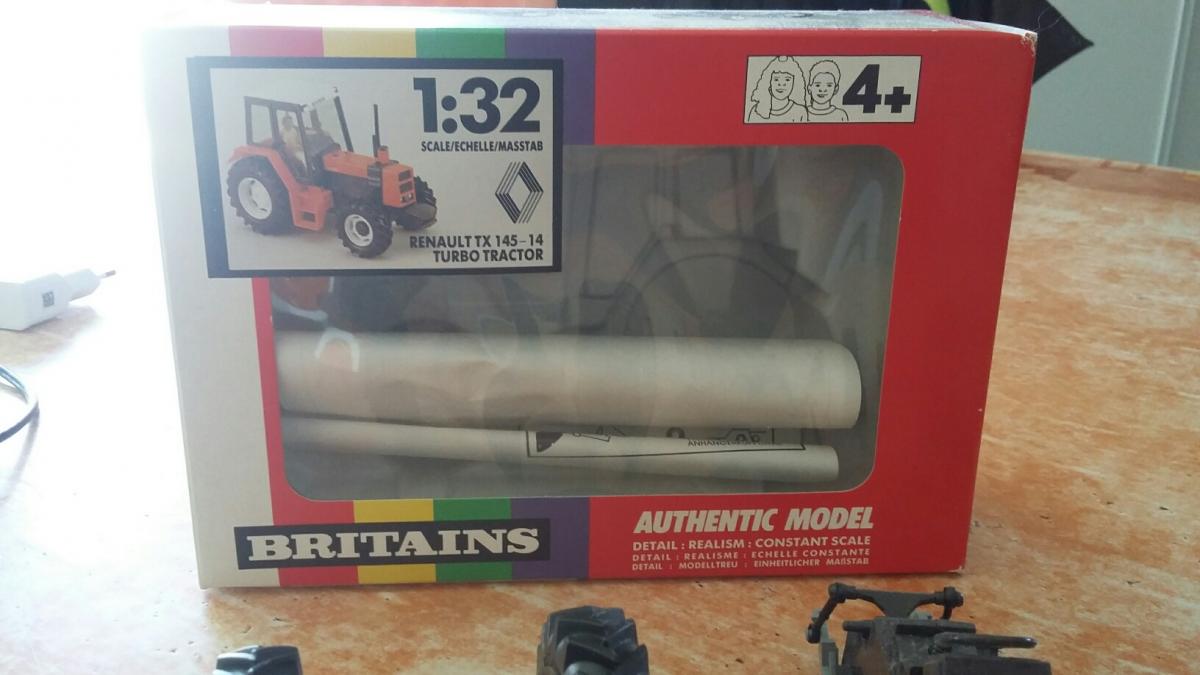 1:32
SCALE/ECHELLE/MASSTAB
RENAULT TX 145-14
TURBO TRACTOR
4+
BRITAINS
AUTHENTIC MODEL
DETAIL : REALISM : CONSTANT SCALE
DETAIL : REALISME : ECHELLE CONSTANTE
DETAIL : MODELLTREU : EINHEITLICHER MAßSTAB